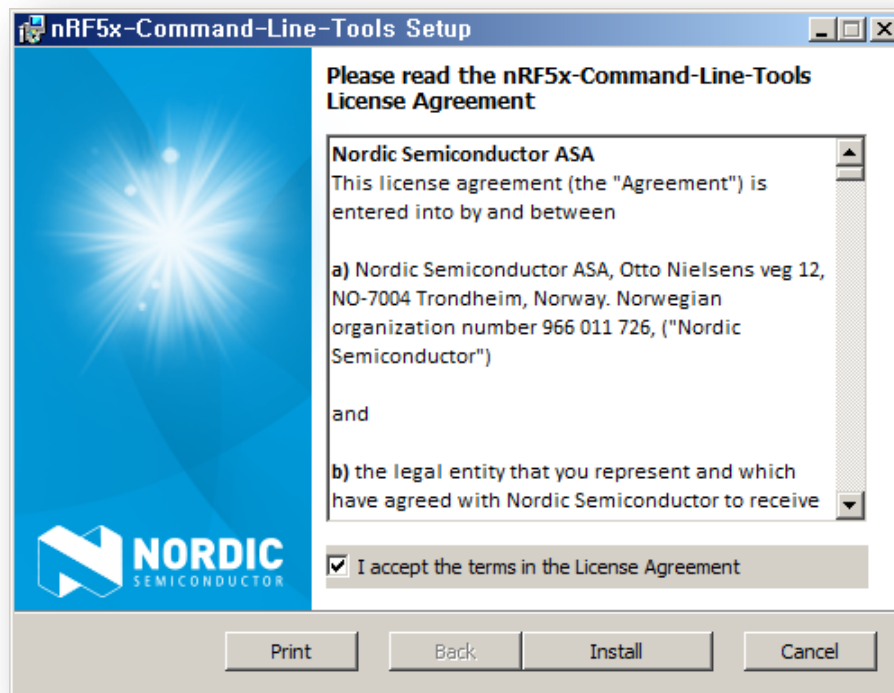 nRF5x-Command-Line-Tools Setup
Please read the nRF5x-Command-Line-Tools
License Agreement
Nordic Semiconductor ASA
This license agreement (the "Agreement") is
entered into by and between
a) Nordic Semiconductor ASA, Otto Nielsens veg 12,
NO-7004 Trondheim, Norway. Norwegian
organization number 966 011 726, ("Nordic
Semiconductor")
and
b) the legal entity that you represent and which
have agreed with Nordic Semiconductor to receive
NORDIC
SEMICONDUCTOR
I accept the terms in the License Agreement
Print
Back
Install
Cancel